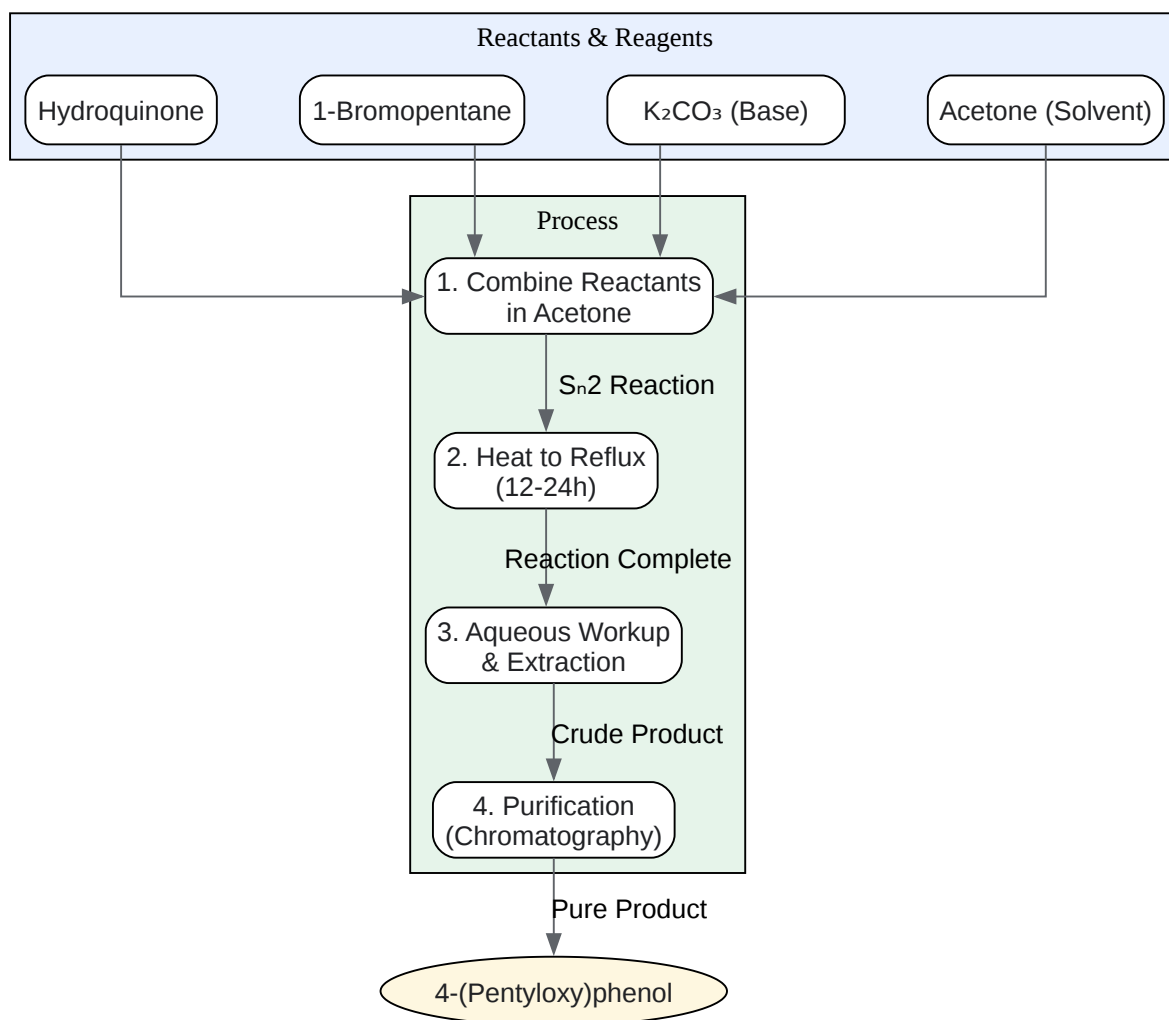 Reactants & Reagents
Hydroquinone
1-Bromopentane
K₂CO₃ (Base)
Acetone (Solvent)
Process
1. Combine Reactants
in Acetone
Sₙ2 Reaction
2. Heat to Reflux
(12-24h)
Reaction Complete
3. Aqueous Workup
& Extraction
Crude Product
4. Purification
(Chromatography)
Pure Product
4-(Pentyloxy)phenol